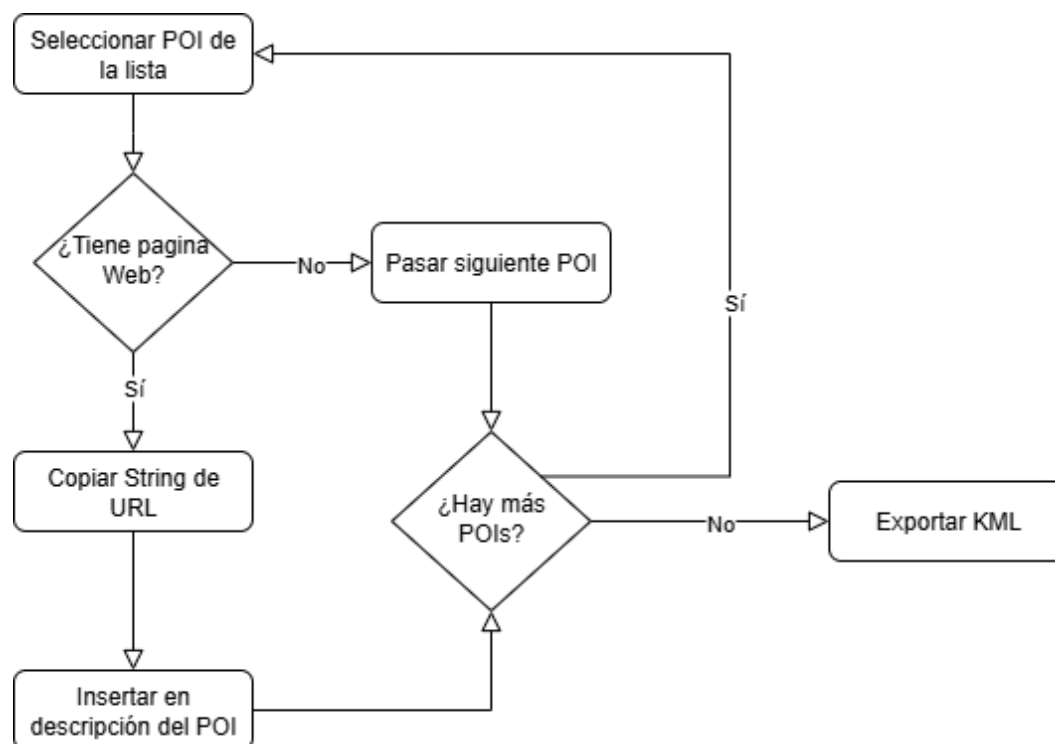 Seleccionar POI de
la lista
¿Tiene pagina
Web?
No
Pasar siguiente POI
Sí
Sí
Copiar String de
URL
¿Hay más
POIs?
No
Exportar KML
Insertar en
descripción del POI